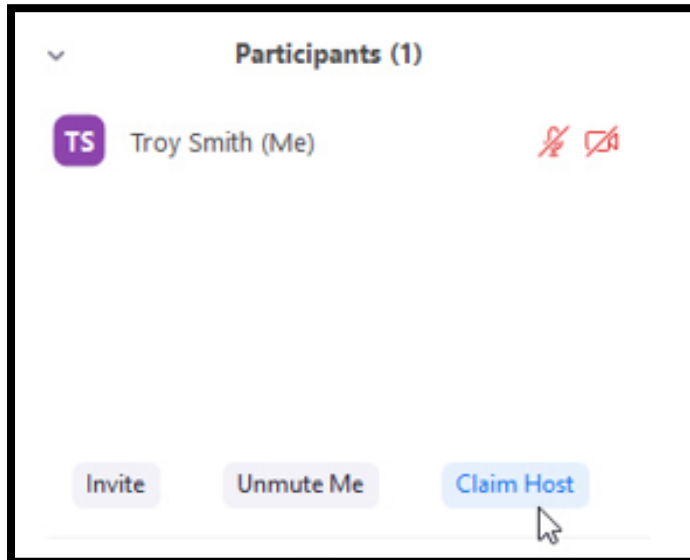 Participants (1)
TS Troy Smith (Me)
Invite Unmute Me Claim Host